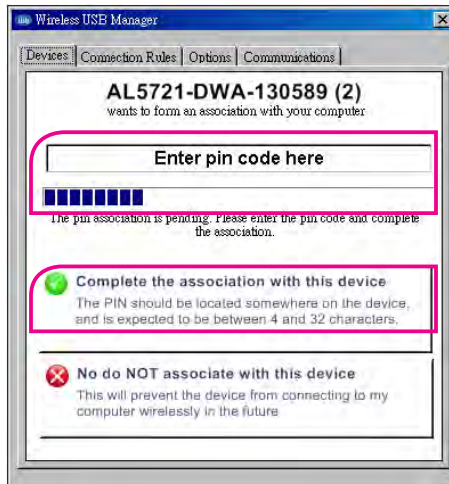 Wireless USB Manager
Devices Connection Rules Options Communications
AL5721-DWA-130589 (2)
wants to form an association with your computer
Enter pin code here
The pin association is pending. Please enter the pin code and complete
the association.
Complete the association with this device
The PIN should be located somewhere on the device,
and is expected to be between 4 and 32 characters.
No do NOT associate with this device
This will prevent the device from connecting to my
computer wirelessly in the future